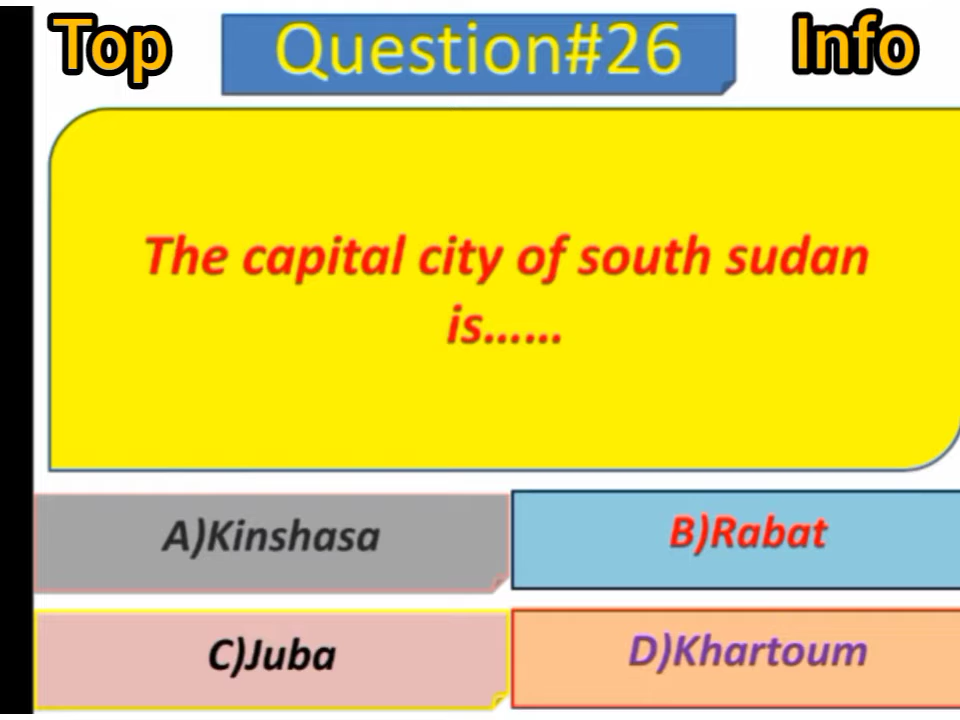 Top
Question#26
Info
The capital city of south sudan
is......
A)Kinshasa
B)Rabat
C)Juba
D)Khartoum